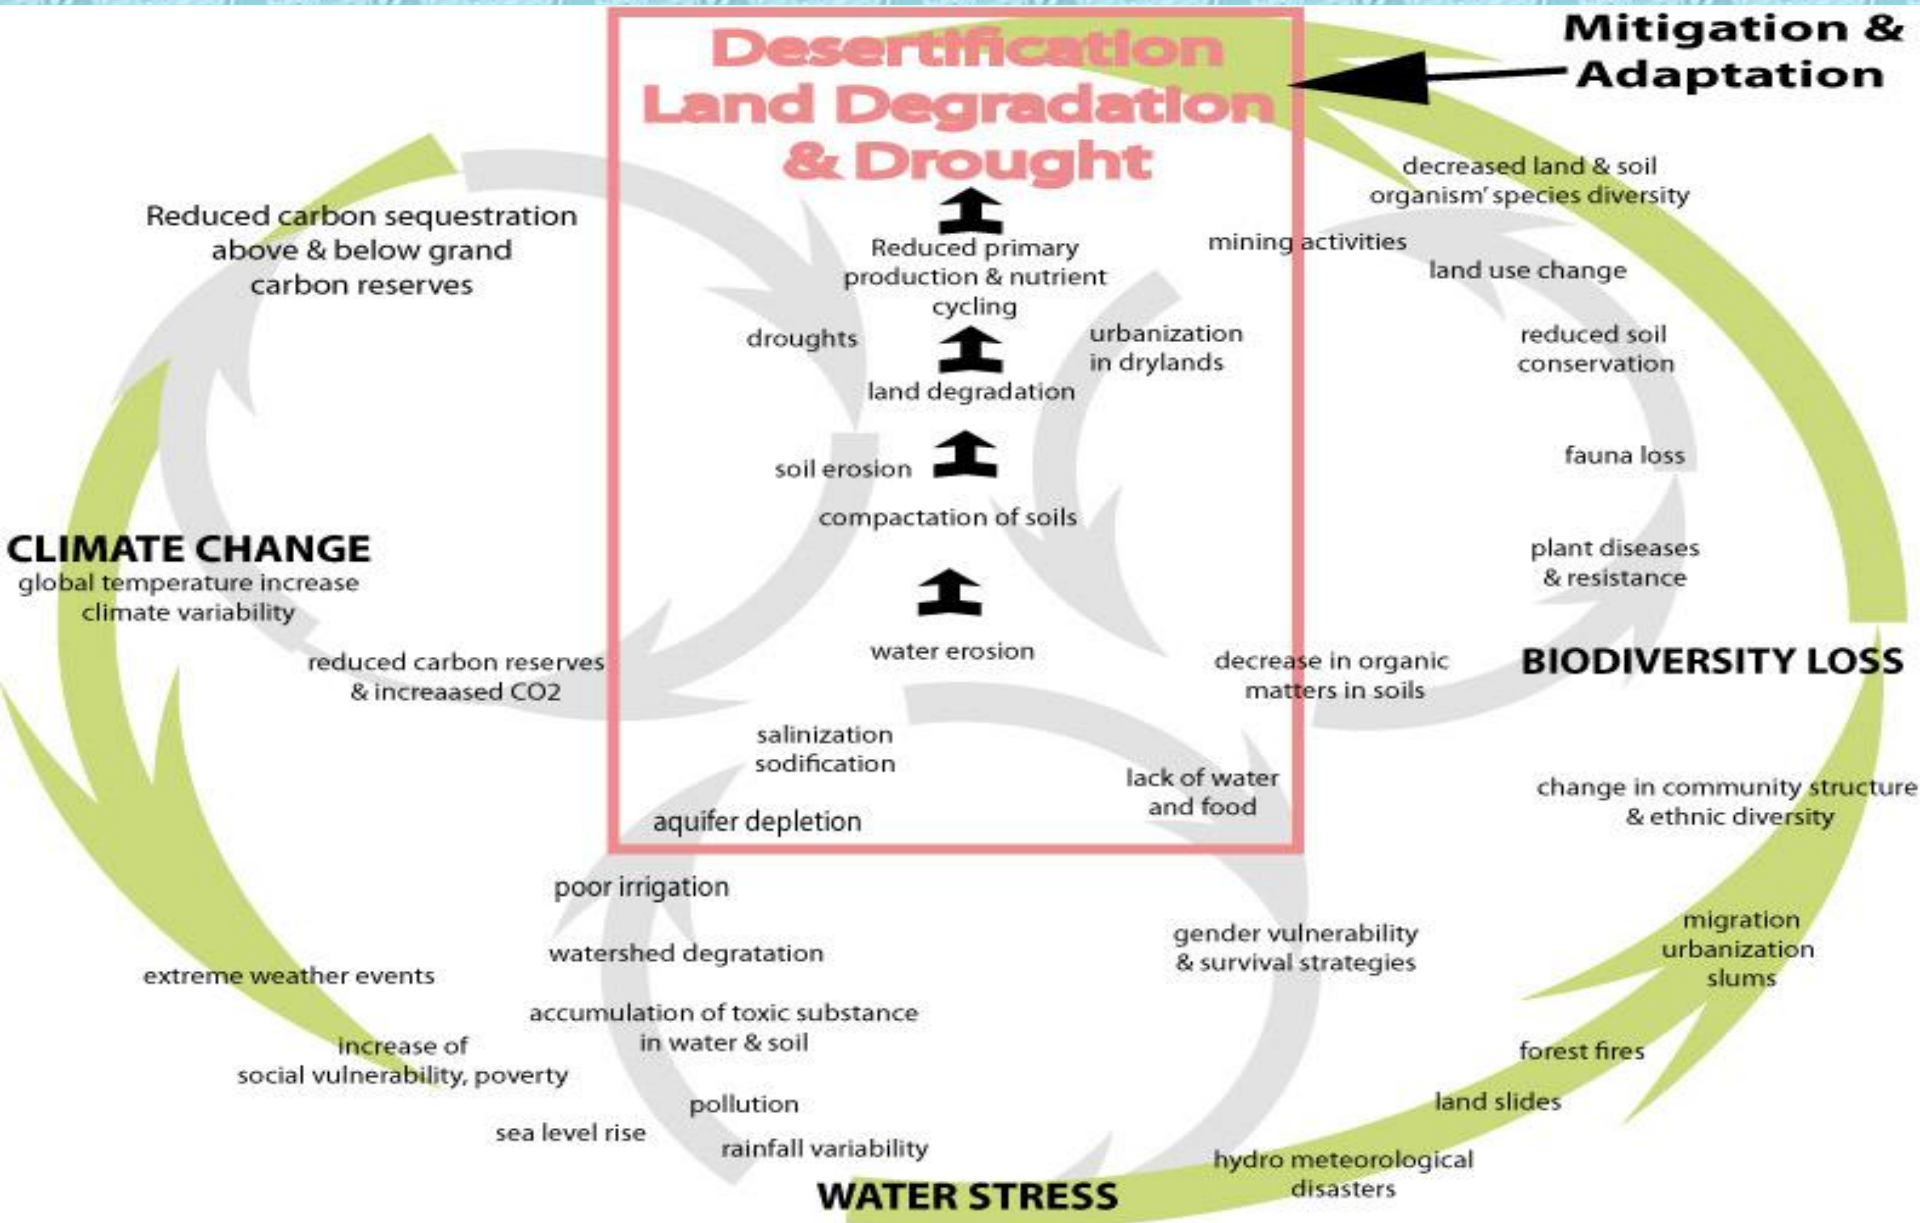 Mitigation &
Adaptation
Desertification
Land Degradation
& Drought
decreased land & soil
organism' species diversity
Reduced carbon sequestration
above & below grand
carbon reserves
Reduced primary
production & nutrient
cycling
mining activities
land use change
droughts
urbanization
in drylands
reduced soil
conservation
land degradation
soil erosion
fauna loss
compactation of soils
CLIMATE CHANGE
global temperature increase
climate variability
plant diseases
& resistance
water erosion
reduced carbon reserves
& increaased CO2
decrease in organic
matters in soils
BIODIVERSITY LOSS
salinization
sodification
lack of water
and food
change in community structure
& ethnic diversity
aquifer depletion
poor irrigation
watershed degratation
gender vulnerability
& survival strategies
migration
urbanization
slums
extreme weather events
accumulation of toxic substance
in water & soil
increase of
social vulnerability, poverty
forest fires
pollution
land slides
sea level rise
rainfall variability
hydro meteorological
disasters
WATER STRESS